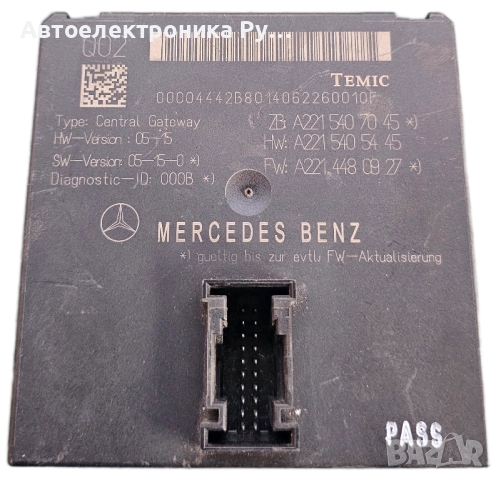 Автоелектроника Ру...
Q02
TEMIC
00004442B8014062260010F
Type: Central Gateway
ZB: A221 540 70 45 *)
HW-Version : 05-15
HW: A221 540 54 45
SW-Version: 05-15-0 *)
FW: A221 448 09 27 *)
Diagnostic-ID: 000B *)
MERCEDES BENZ
*) gueltig bis zur evtl. FW-Aktualisierung
PASS
BAZAR